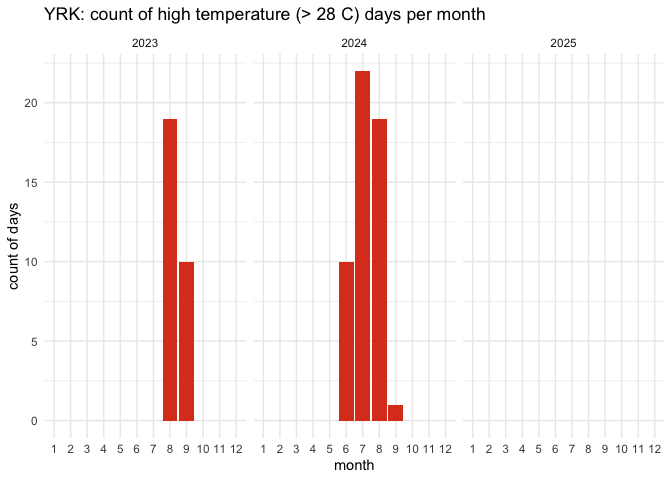 YRK: count of high temperature (> 28 C) days per month
2023 2024 2025
20
15
10
5
0
count of days
1 2 3 4 5 6 7 8 9 10 11 12 1 2 3 4 5 6 7 8 9 10 11 12 1 2 3 4 5 6 7 8 9 10 11 12
month